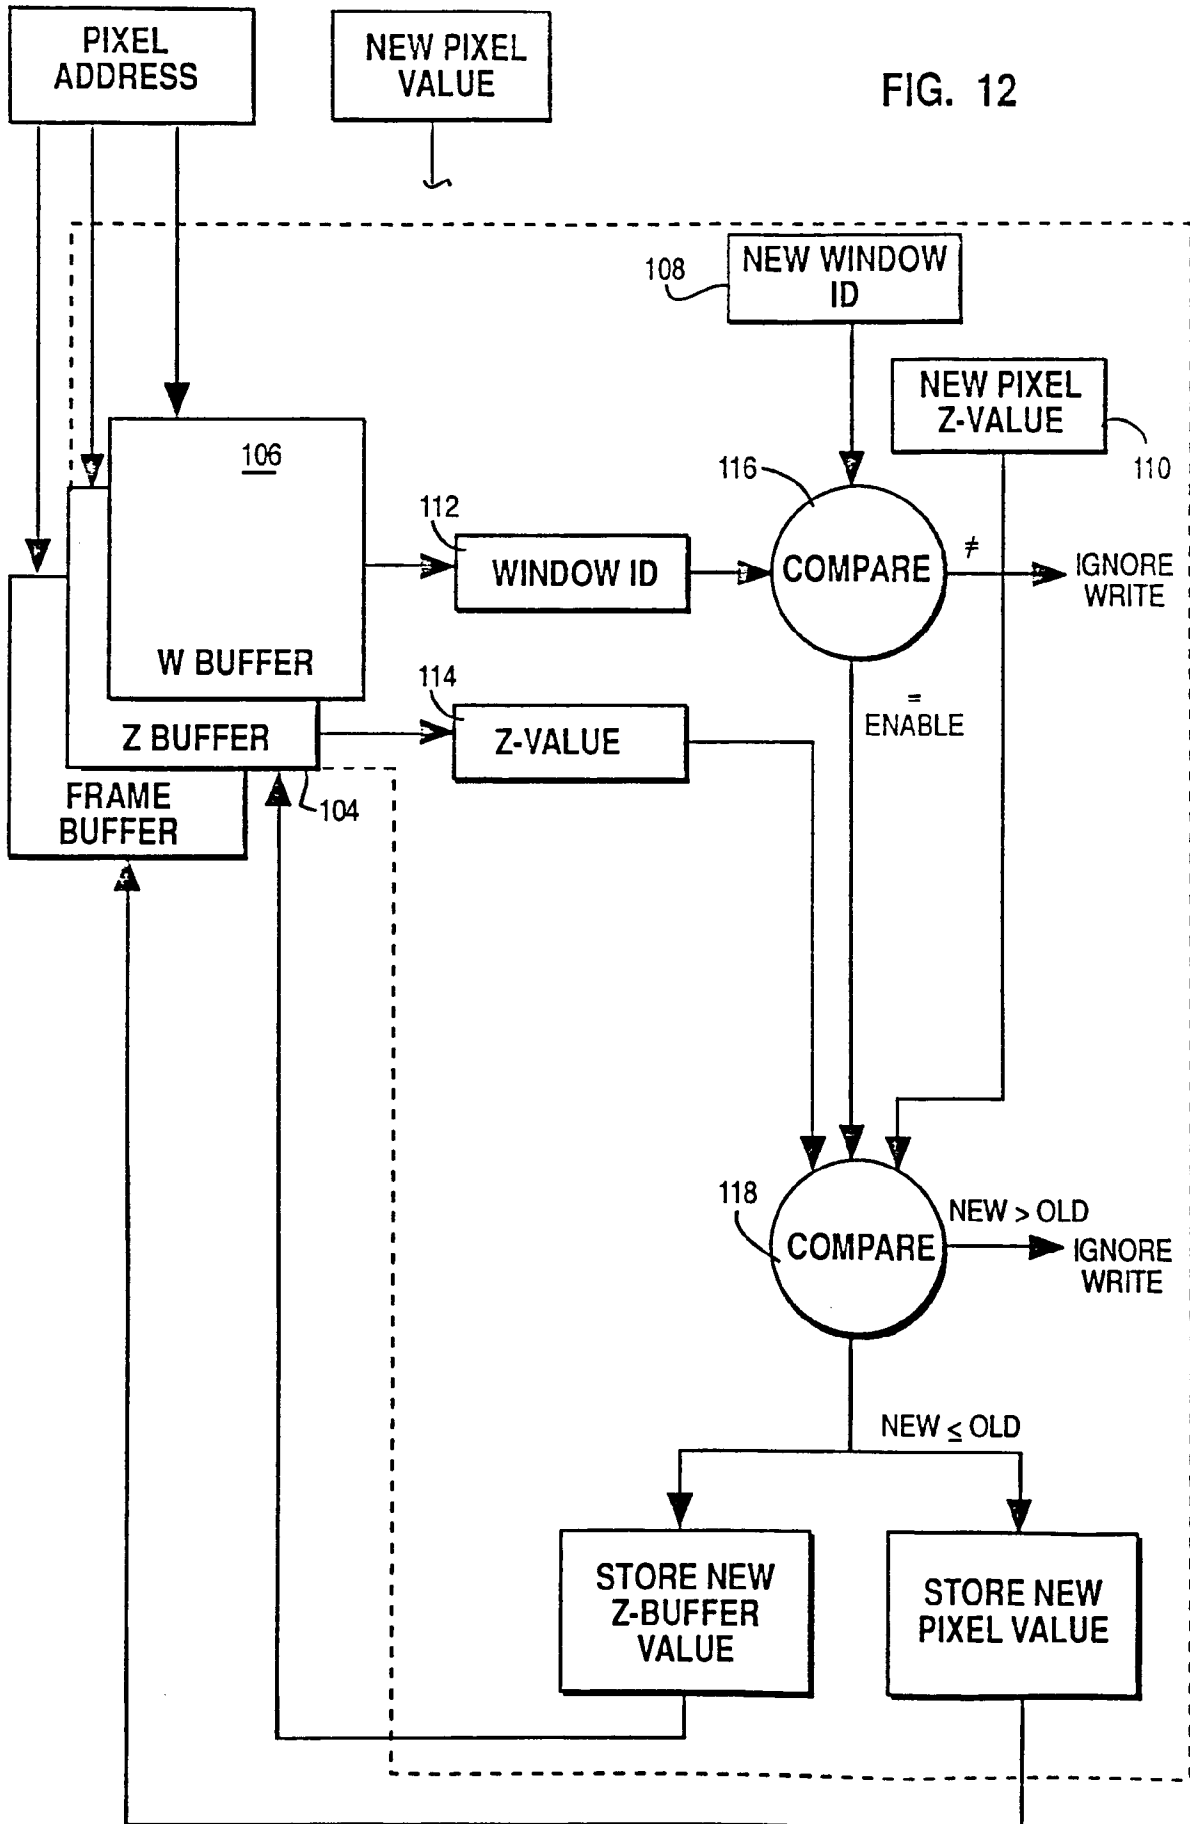 PIXEL
ADDRESS
NEW PIXEL
VALUE
FIG. 12
108
NEW WINDOW
ID
NEW PIXEL
Z-VALUE
110
106
W BUFFER
Z BUFFER
104
FRAME
BUFFER
112
WINDOW ID
116
COMPARE
≠
IGNORE
WRITE
114
Z-VALUE
=
ENABLE
118
COMPARE
NEW > OLD
IGNORE
WRITE
NEW ≤ OLD
STORE NEW
Z-BUFFER
VALUE
STORE NEW
PIXEL VALUE